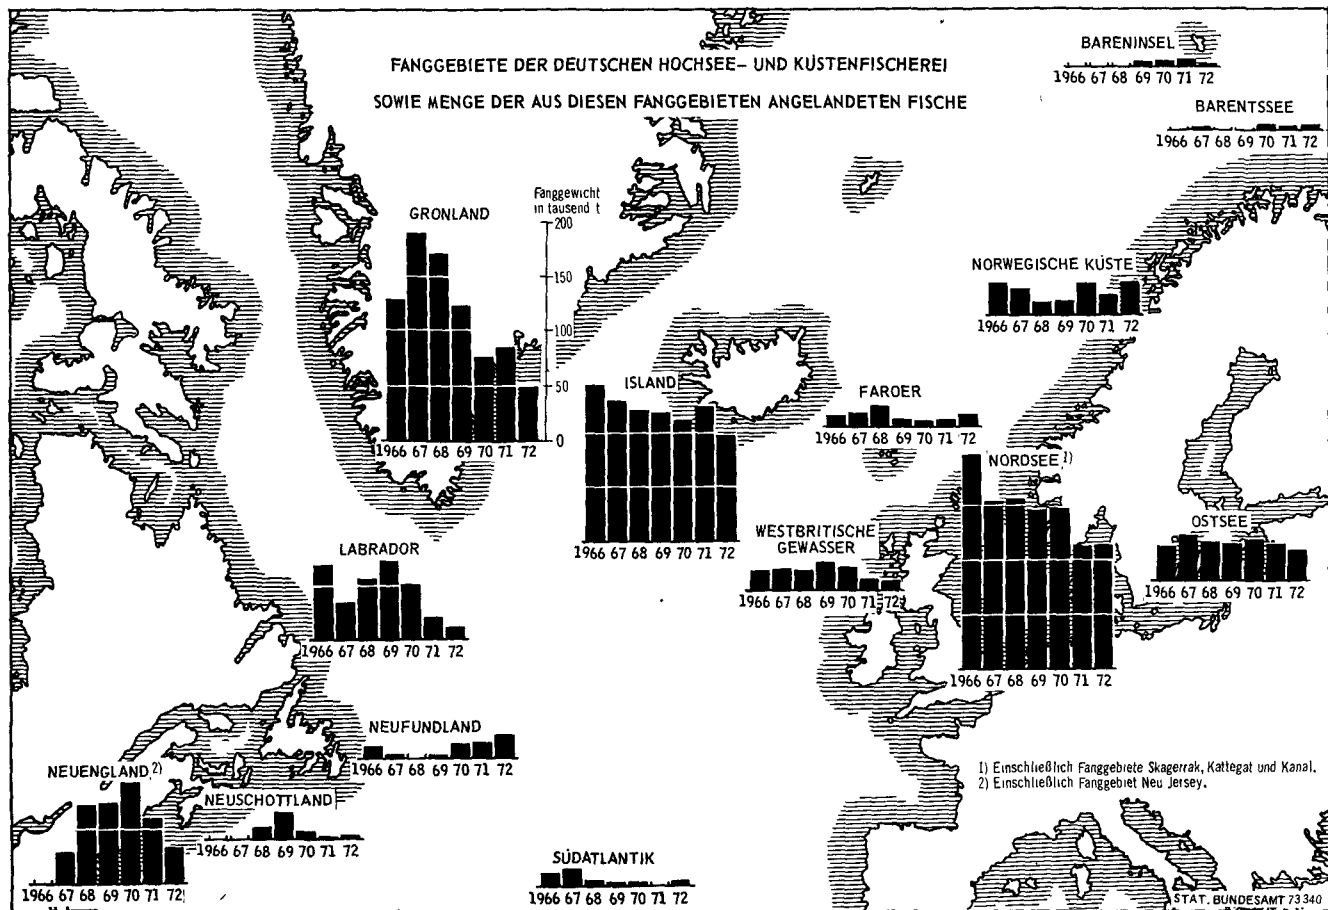 FANGGEBIETE DER DEUTSCHEN HOCHSEE- UND KÜSTENFISCHEREI
SOWIE MENGE DER AUS DIESEN FANGGEBIETEN ANGELANDETEN FISCHE
BARENINSEL
1966 67 68 69 70 71 72
BARENTSSEE
1966 67 68 69 70 71 72
Fanggewicht
in tausend t
200
150
100
50
0
GRONLAND
1966 67 68 69 70 71 72
NORWEGISCHE KÜSTE
1966 67 68 69 70 71 72
ISLAND
1966 67 68 69 70 71 72
FAROER
1966 67 68 69 70 71 72
NORDSEE 1)
1966 67 68 69 70 71 72
OSTSEE
1966 67 68 69 70 71 72
WESTBRITISCHE
GEWASSER
1966 67 68 69 70 71 72
LABRADOR
1966 67 68 69 70 71 72
NEUFUNDLAND
1966 67 68 69 70 71 72
NEUENGLAND 2)
1966 67 68 69 70 71 72
NEUSCHOTTLAND
1966 67 68 69 70 71 72
SÜDATLANTIK
1966 67 68 69 70 71 72
1) Einschließlich Fanggebiete Skagerrak, Kattegat und Kanal.
2) Einschließlich Fanggebiet Neu Jersey.
STAT. BUNDESAMT 73 340